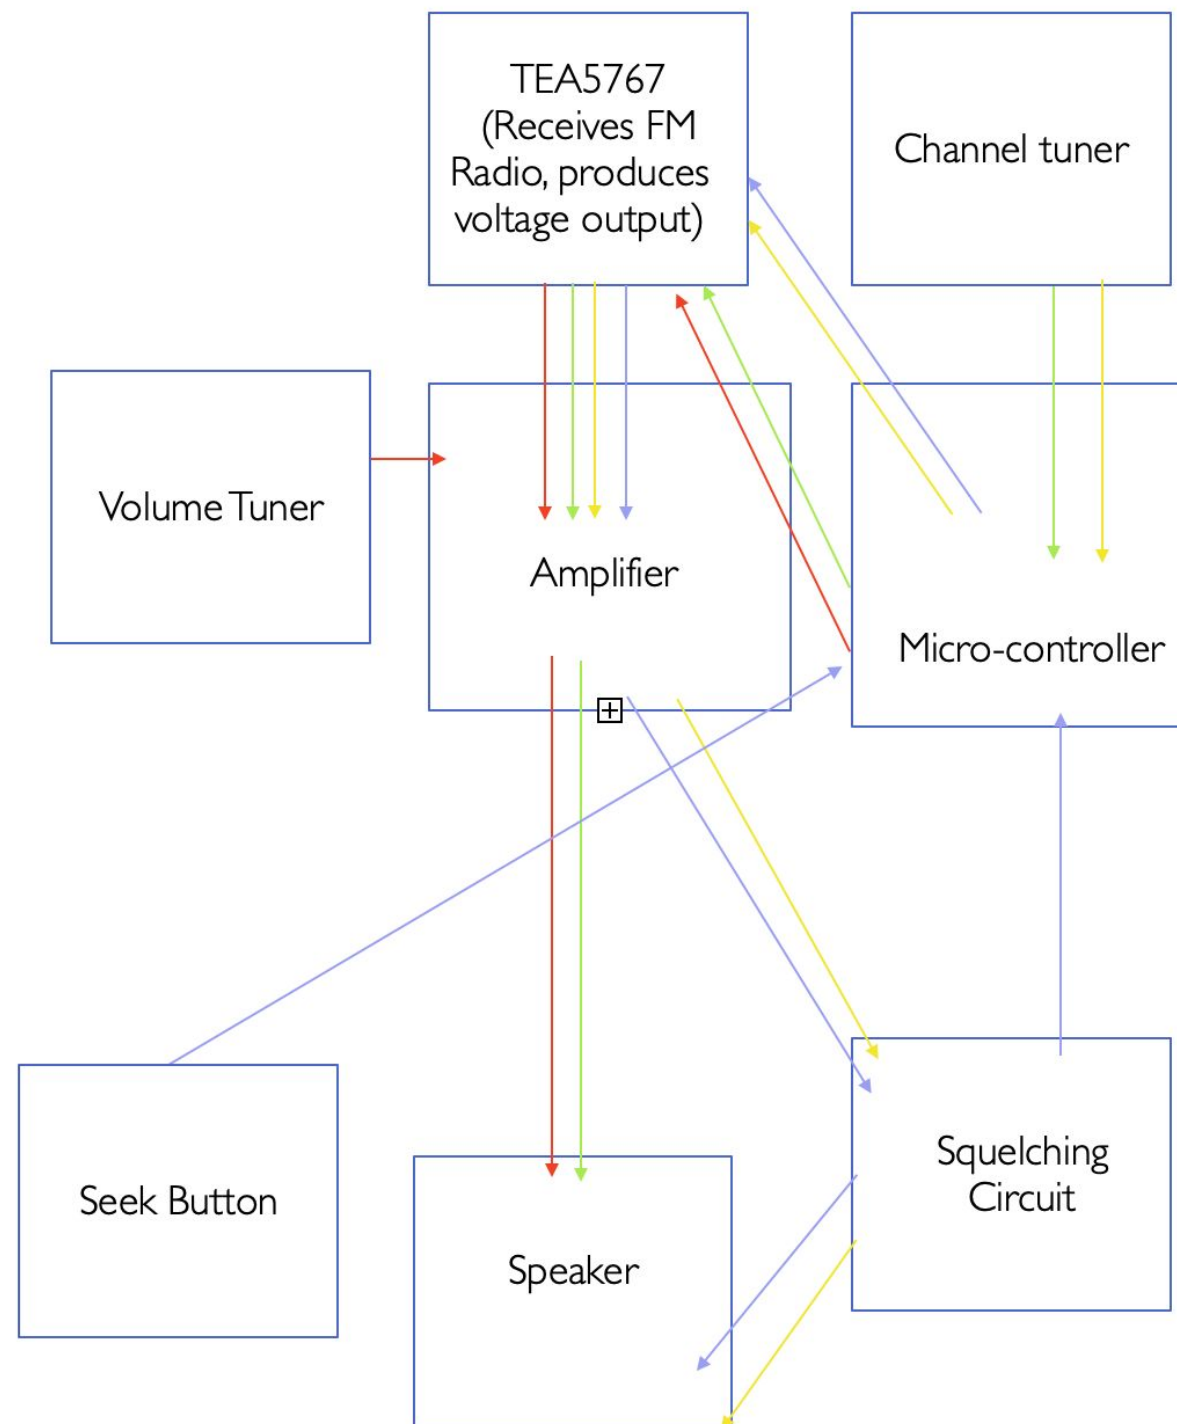 TEA5767
(Receives FM
Radio, produces
voltage output)
Channel tuner
Volume Tuner
Amplifier
Micro-controller
Seek Button
Speaker
Squelching
Circuit